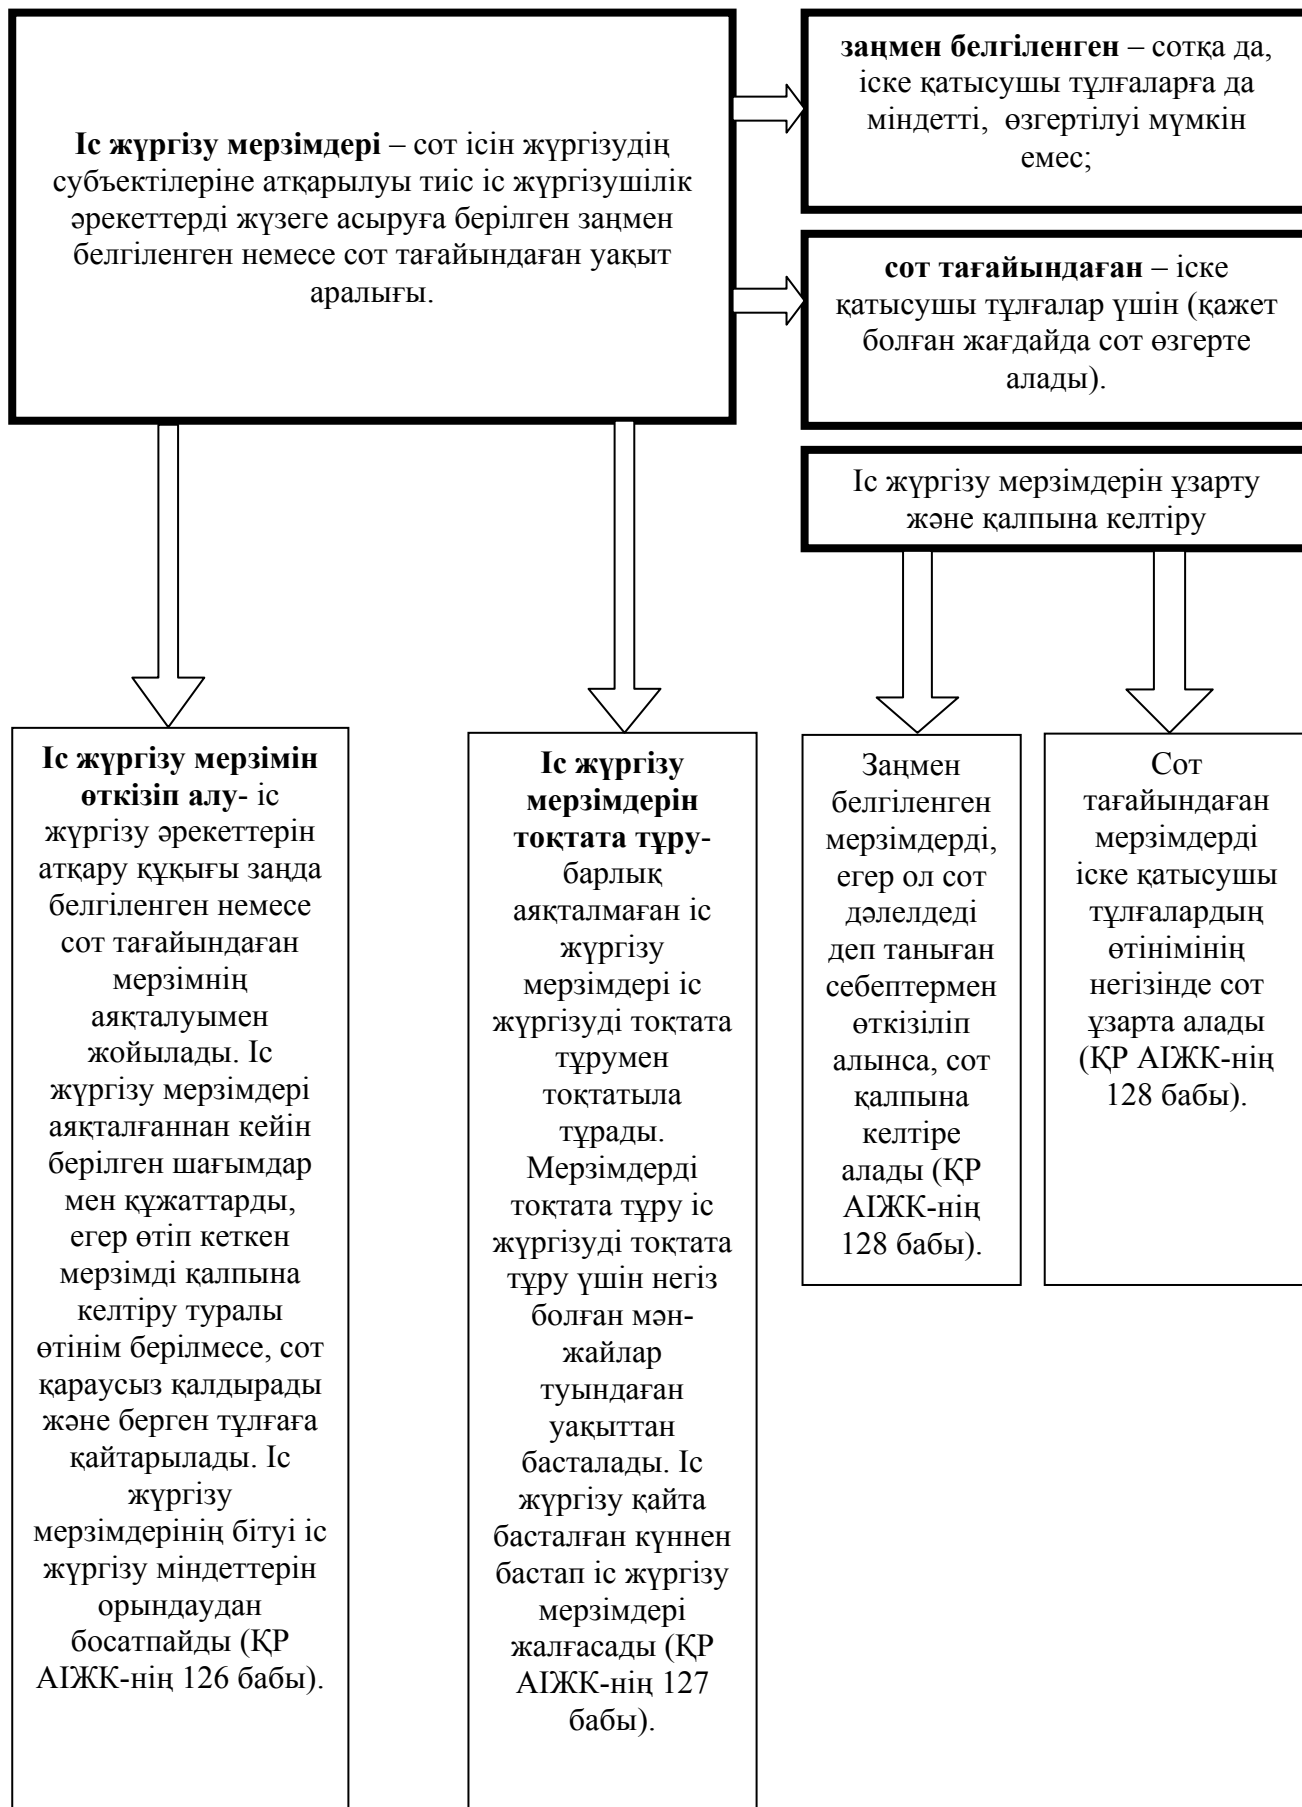 Іс жүргізу мерзімдері – сот ісін жүргізудің
субъектілеріне атқарылуы тиіс іс жүргізушілік
әрекеттерді жүзеге асыруға берілген заңмен
белгіленген немесе сот тағайындаған уақыт
аралығы.
заңмен белгіленген – сотқа да,
іске қатысушы тұлғаларға да
міндетті, өзгертілуі мүмкін
емес;
сот тағайындаған – іске
қатысушы тұлғалар үшін (қажет
болған жағдайда сот өзгерте
алады).
Іс жүргізу мерзімдерін ұзарту
және қалпына келтіру
Іс жүргізу мерзімін
өткізіп алу- іс
жүргізу әрекеттерін
атқару құқығы заңда
белгіленген немесе
сот тағайындаған
мерзімнің
аяқталуымен
жойылады. Іс
жүргізу мерзімдері
аяқталғаннан кейін
берілген шағымдар
мен құжаттарды,
егер өтіп кеткен
мерзімді қалпына
келтіру туралы
өтінім берілмесе, сот
қараусыз қалдырады
және берген тұлғаға
қайтарылады. Іс
жүргізу
мерзімдерінің бітуі іс
жүргізу міндеттерін
орындаудан
босатпайды (ҚР
АІЖК-нің 126 бабы).
Іс жүргізу
мерзімдерін
тоқтата тұру-
барлық
аяқталмаған іс
жүргізу
мерзімдері іс
жүргізуді тоқтата
тұрумен
тоқтатыла
тұрады.
Мерзімдерді
тоқтата тұру іс
жүргізуді тоқтата
тұру үшін негіз
болған мән-
жайлар
туындаған
уақыттан
басталады. Іс
жүргізу қайта
басталған күннен
бастап іс жүргізу
мерзімдері
жалғасады (ҚР
АІЖК-нің 127
бабы).
Заңмен
белгіленген
мерзімдерді,
егер ол сот
дәлелдеді
деп таныған
себептермен
өткізіліп
алынса, сот
қалпына
келтіре
алады (ҚР
АІЖК-нің
128 бабы).
Сот
тағайындаған
мерзімдерді
іске қатысушы
тұлғалардың
өтінімінің
негізінде сот
ұзарта алады
(ҚР АІЖК-нің
128 бабы).